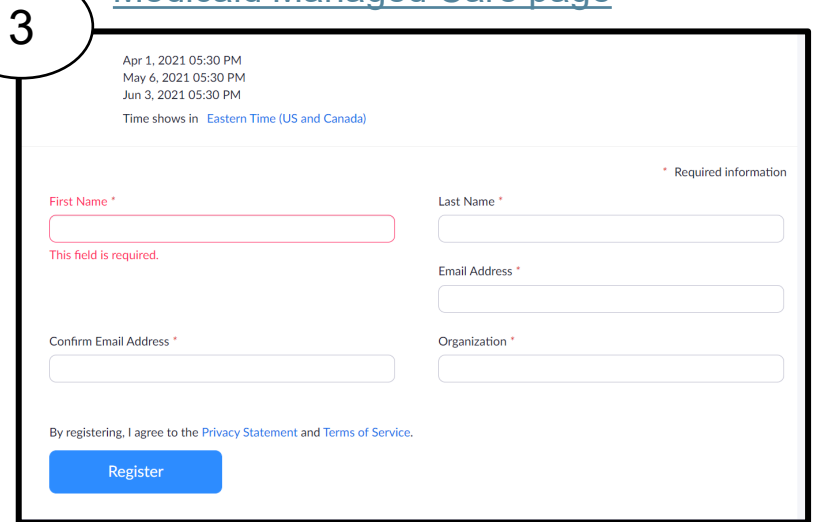 Medicaid Managed Care page
3
Apr 1, 2021 05:30 PM
May 6, 2021 05:30 PM
Jun 3, 2021 05:30 PM
Time shows in Eastern Time (US and Canada)
* Required information
First Name *
Last Name *
This field is required.
Email Address *
Confirm Email Address *
Organization *
By registering, I agree to the Privacy Statement and Terms of Service.
Register